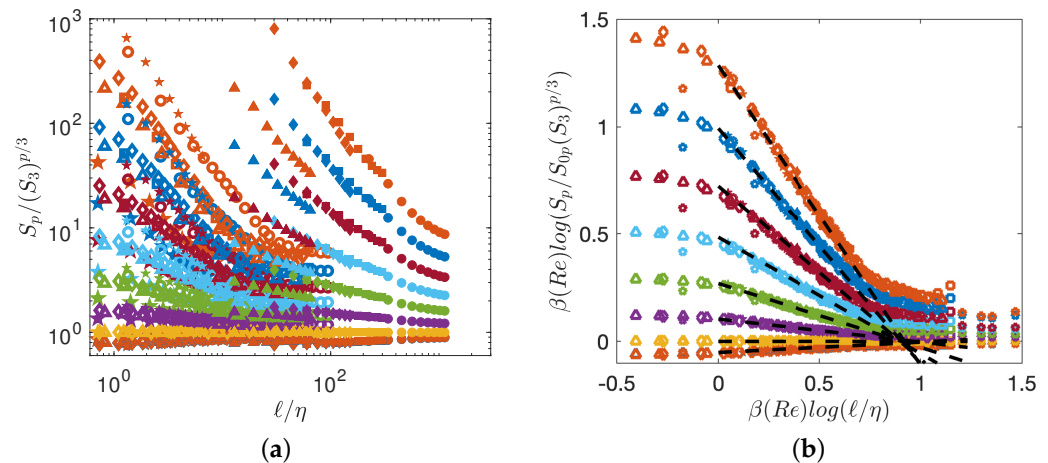 10^3
10^2
10^1
10^0
S_p/(S_3)^{p/3}
10^0
10^2
ℓ/η
(a)
1.5
1
0.5
0
β(Re)log(S_p/S_{0p}(S_3)^{p/3})
-0.5
0
0.5
1
1.5
β(Re)log(ℓ/η)
(b)